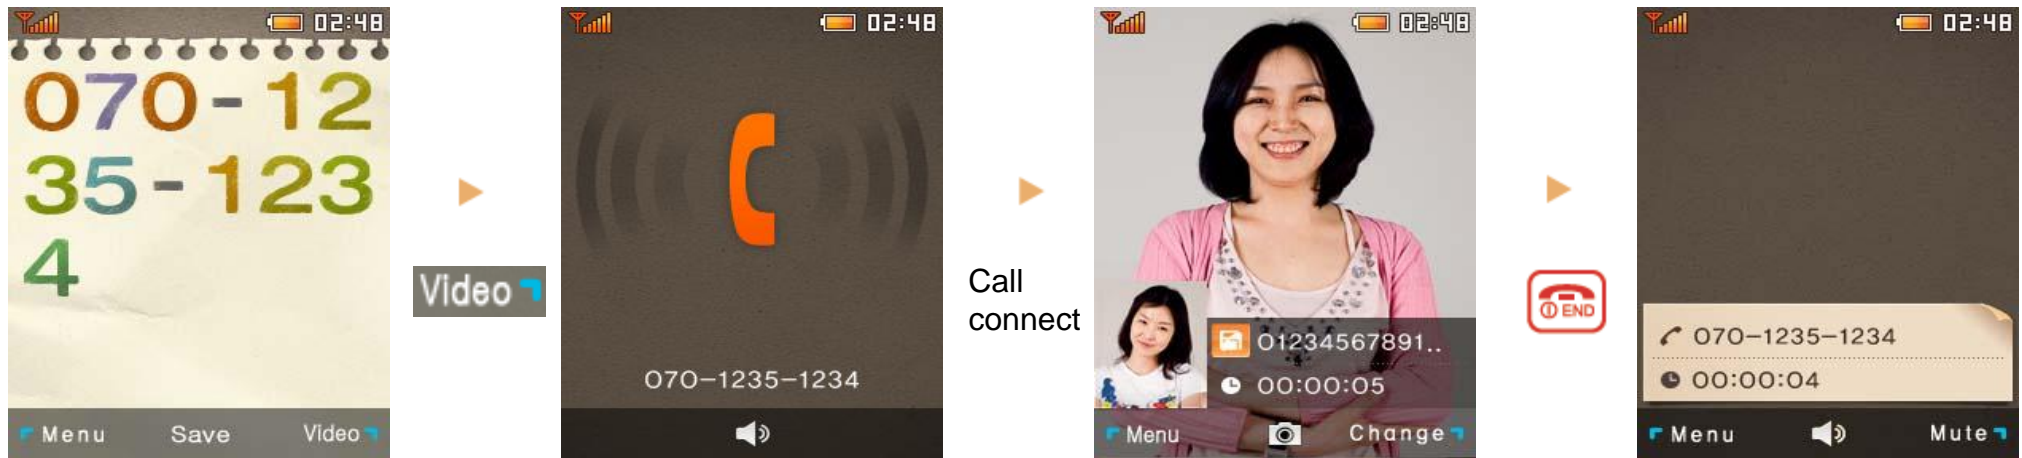 02:48
070-12
35-123
4
Menu Save Video
Video
02:48
070-1235-1234
Call
connect
02:48
01234567891..
00:00:05
Menu Change
END
02:48
070-1235-1234
00:00:04
Menu Mute